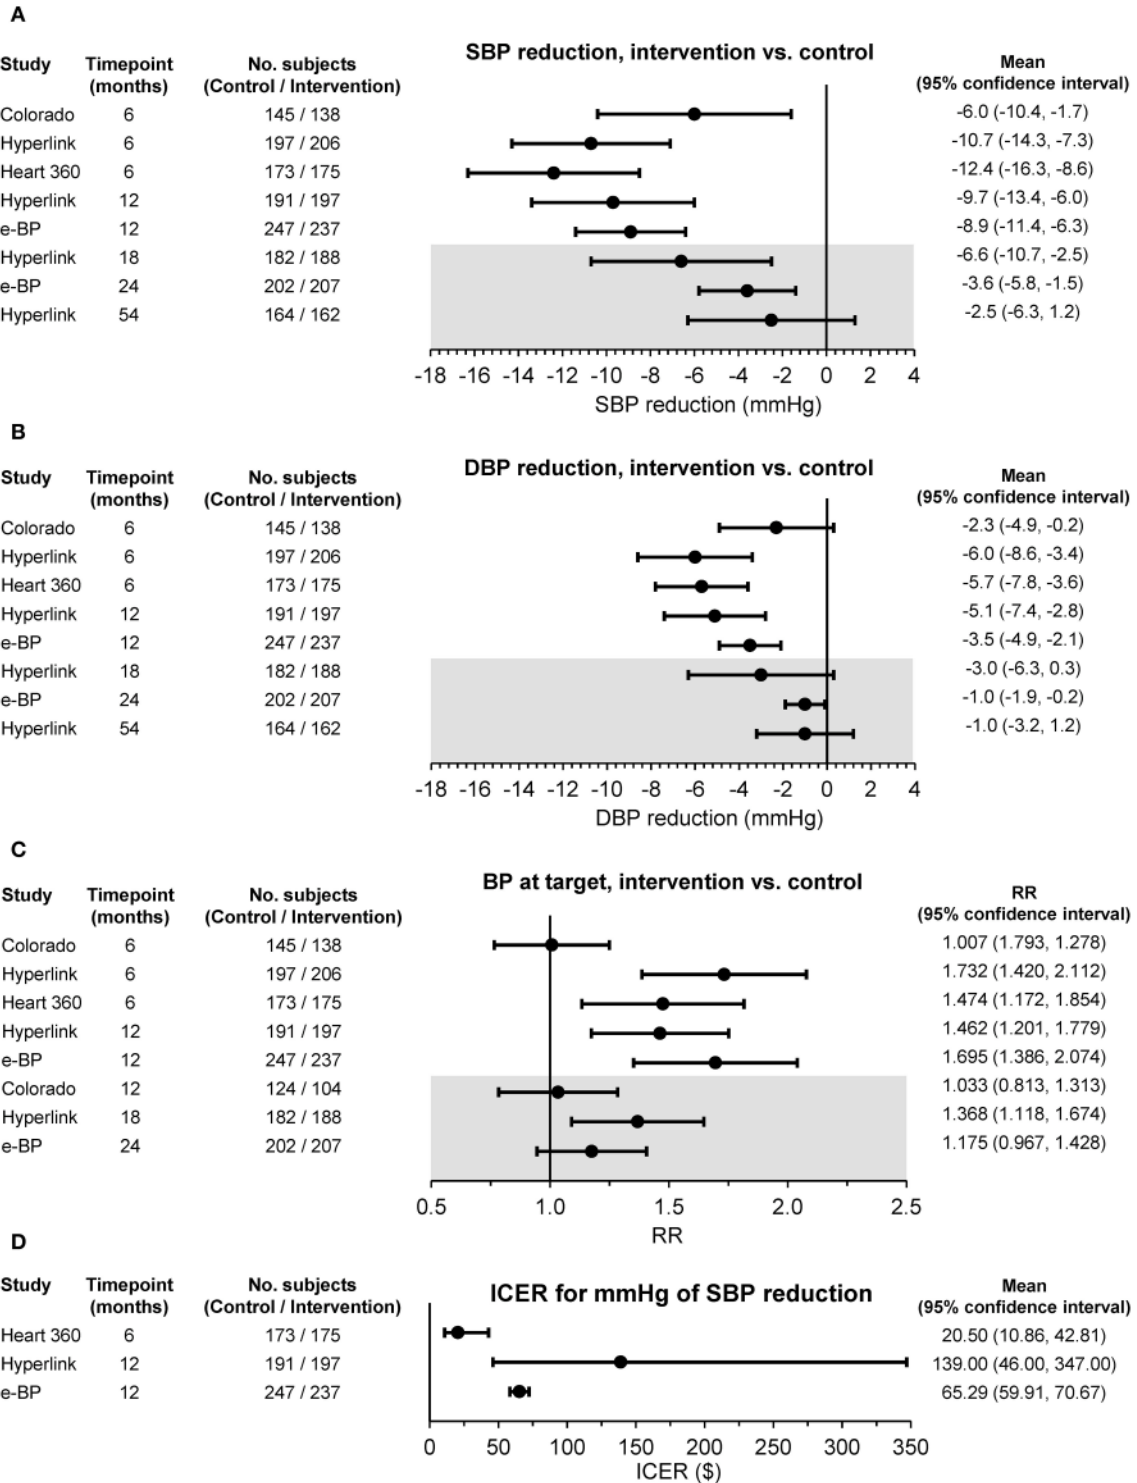 A
SBP reduction, intervention vs. control
Study Timepoint (months) No. subjects (Control / Intervention) Mean (95% confidence interval)
Colorado 6 145 / 138 -6.0 (-10.4, -1.7)
Hyperlink 6 197 / 206 -10.7 (-14.3, -7.3)
Heart 360 6 173 / 175 -12.4 (-16.3, -8.6)
Hyperlink 12 191 / 197 -9.7 (-13.4, -6.0)
e-BP 12 247 / 237 -8.9 (-11.4, -6.3)
Hyperlink 18 182 / 188 -6.6 (-10.7, -2.5)
e-BP 24 202 / 207 -3.6 (-5.8, -1.5)
Hyperlink 54 164 / 162 -2.5 (-6.3, 1.2)
-18 -16 -14 -12 -10 -8 -6 -4 -2 0 2 4
SBP reduction (mmHg)
B
DBP reduction, intervention vs. control
Study Timepoint (months) No. subjects (Control / Intervention) Mean (95% confidence interval)
Colorado 6 145 / 138 -2.3 (-4.9, -0.2)
Hyperlink 6 197 / 206 -6.0 (-8.6, -3.4)
Heart 360 6 173 / 175 -5.7 (-7.8, -3.6)
Hyperlink 12 191 / 197 -5.1 (-7.4, -2.8)
e-BP 12 247 / 237 -3.5 (-4.9, -2.1)
Hyperlink 18 182 / 188 -3.0 (-6.3, 0.3)
e-BP 24 202 / 207 -1.0 (-1.9, -0.2)
Hyperlink 54 164 / 162 -1.0 (-3.2, 1.2)
-18 -16 -14 -12 -10 -8 -6 -4 -2 0 2 4
DBP reduction (mmHg)
C
BP at target, intervention vs. control
Study Timepoint (months) No. subjects (Control / Intervention) RR (95% confidence interval)
Colorado 6 145 / 138 1.007 (1.793, 1.278)
Hyperlink 6 197 / 206 1.732 (1.420, 2.112)
Heart 360 6 173 / 175 1.474 (1.172, 1.854)
Hyperlink 12 191 / 197 1.462 (1.201, 1.779)
e-BP 12 247 / 237 1.695 (1.386, 2.074)
Colorado 12 124 / 104 1.033 (0.813, 1.313)
Hyperlink 18 182 / 188 1.368 (1.118, 1.674)
e-BP 24 202 / 207 1.175 (0.967, 1.428)
0.5 1.0 1.5 2.0 2.5
RR
D
ICER for mmHg of SBP reduction
Study Timepoint (months) No. subjects (Control / Intervention) Mean (95% confidence interval)
Heart 360 6 173 / 175 20.50 (10.86, 42.81)
Hyperlink 12 191 / 197 139.00 (46.00, 347.00)
e-BP 12 247 / 237 65.29 (59.91, 70.67)
0 50 100 150 200 250 300 350
ICER ($)